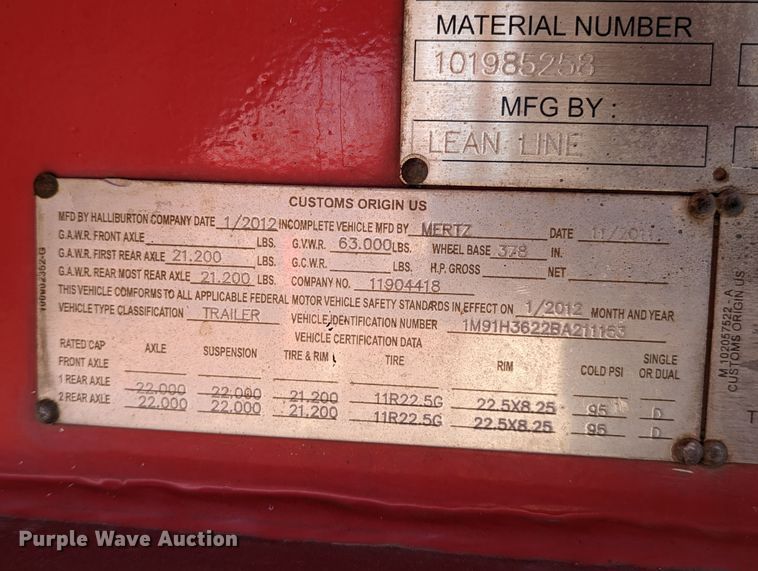 MATERIAL NUMBER
101985258
MFG BY :
LEAN LINE
CUSTOMS ORIGIN US
MFD BY HALLIBURTON COMPANY DATE 1/2012 INCOMPLETE VEHICLE MFD BY MERTZ DATE 11/2011
G.A.W.R. FRONT AXLE LBS. G.V.W.R. 63.000 LBS. WHEEL BASE 378 IN.
G.A.W.R. FIRST REAR AXLE 21.200 LBS. G.C.W.R. LBS. H.P. GROSS NET
G.A.W.R. REAR MOST REAR AXLE 21.200 LBS COMPANY NO. 11904418
THIS VEHICLE CONFORMS TO ALL APPLICABLE FEDERAL MOTOR VEHICLE SAFETY STANDARDS IN EFFECT ON 1/2012 MONTH AND YEAR
VEHICLE TYPE CLASSIFICATION TRAILER VEHICLE IDENTIFICATION NUMBER 1M91H3622BA211153
VEHICLE CERTIFICATION DATA
RATED CAP AXLE SUSPENSION TIRE & RIM TIRE RIM COLD PSI SINGLE OR DUAL
FRONT AXLE
1 REAR AXLE 22.000 22.000 21.200 11R22.5G 22.5X8.25 95 D
2 REAR AXLE 22.000 22.000 21.200 11R22.5G 22.5X8.25 95 D
M 102057522 - A
CUSTOMS ORIGIN US
T
Purple Wave Auction